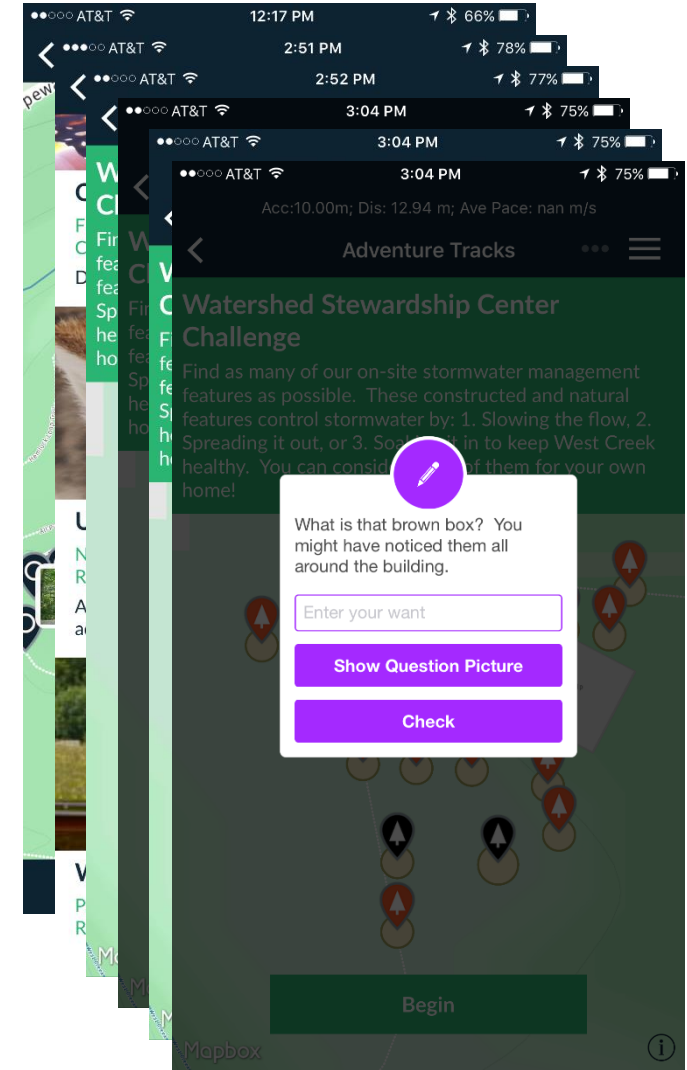 ●●○○○ AT&T 12:17 PM 66%
●●●○○ AT&T 2:51 PM 78%
●●○○○ AT&T 2:52 PM 77%
●●○○○ AT&T 3:04 PM 75%
●●○○○ AT&T 3:04 PM 75%
●●○○○ AT&T 3:04 PM 75%
Acc:10.00m; Dis: 12.94 m; Ave Pace: nan m/s
Adventure Tracks
Watershed Stewardship Center
Challenge
Find as many of our on-site stormwater management
features as possible.  These constructed and natural
features control stormwater by: 1. Slowing the flow, 2.
Spreading it out, or 3. it in to keep West Creek
healthy.  You can of them for your own
home!
What is that brown box?  You
might have noticed them all
around the building.
Enter your want
Show Question Picture
Check
Begin
Mapbox